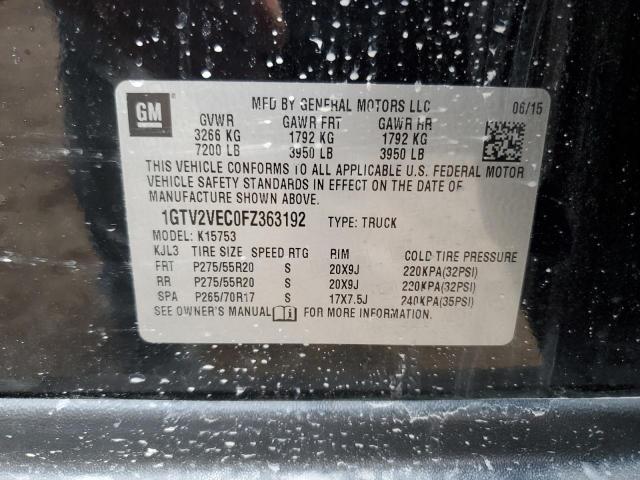 GM
MFD BY GENERAL MOTORS LLC 06/15
GVWR GAWR FRT GAWR RR
3266 KG 1792 KG 1792 KG
7200 LB 3950 LB 3950 LB
THIS VEHICLE CONFORMS TO ALL APPLICABLE U.S. FEDERAL MOTOR
VEHICLE SAFETY STANDARDS IN EFFECT ON THE DATE OF
MANUFACTURE SHOWN ABOVE.
1GTV2VEC0FZ363192 TYPE: TRUCK
MODEL: K15753
KJL3 TIRE SIZE SPEED RTG RIM COLD TIRE PRESSURE
FRT P275/55R20 S 20X9J 220KPA(32PSI)
RR P275/55R20 S 20X9J 220KPA(32PSI)
SPA P265/70R17 S 17X7.5J 240KPA(35PSI)
SEE OWNER'S MANUAL i FOR MORE INFORMATION.